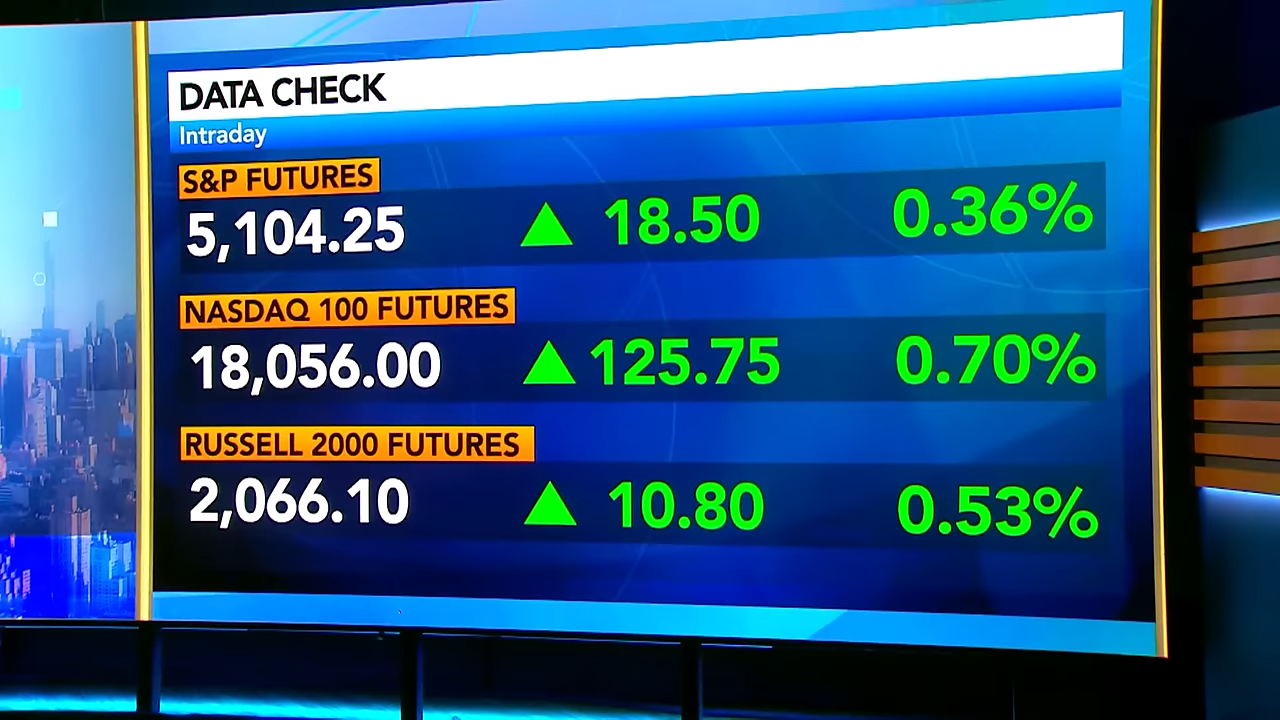 DATA CHECK
Intraday
S&P FUTURES
5,104.25 ▲ 18.50 0.36%
NASDAQ 100 FUTURES
18,056.00 ▲ 125.75 0.70%
RUSSELL 2000 FUTURES
2,066.10 ▲ 10.80 0.53%